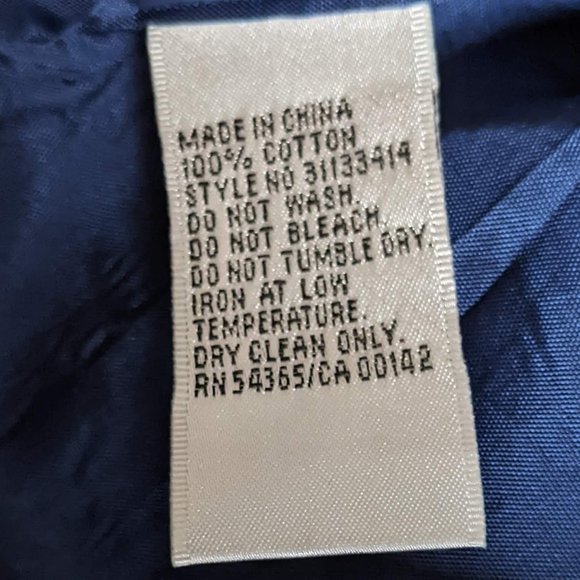 MADE IN CHINA
100% COTTON
STYLE NO 31133414
DO NOT WASH.
DO NOT BLEACH.
DO NOT TUMBLE DRY.
IRON AT LOW
TEMPERATURE.
DRY CLEAN ONLY.
RN 54365/CA 00142